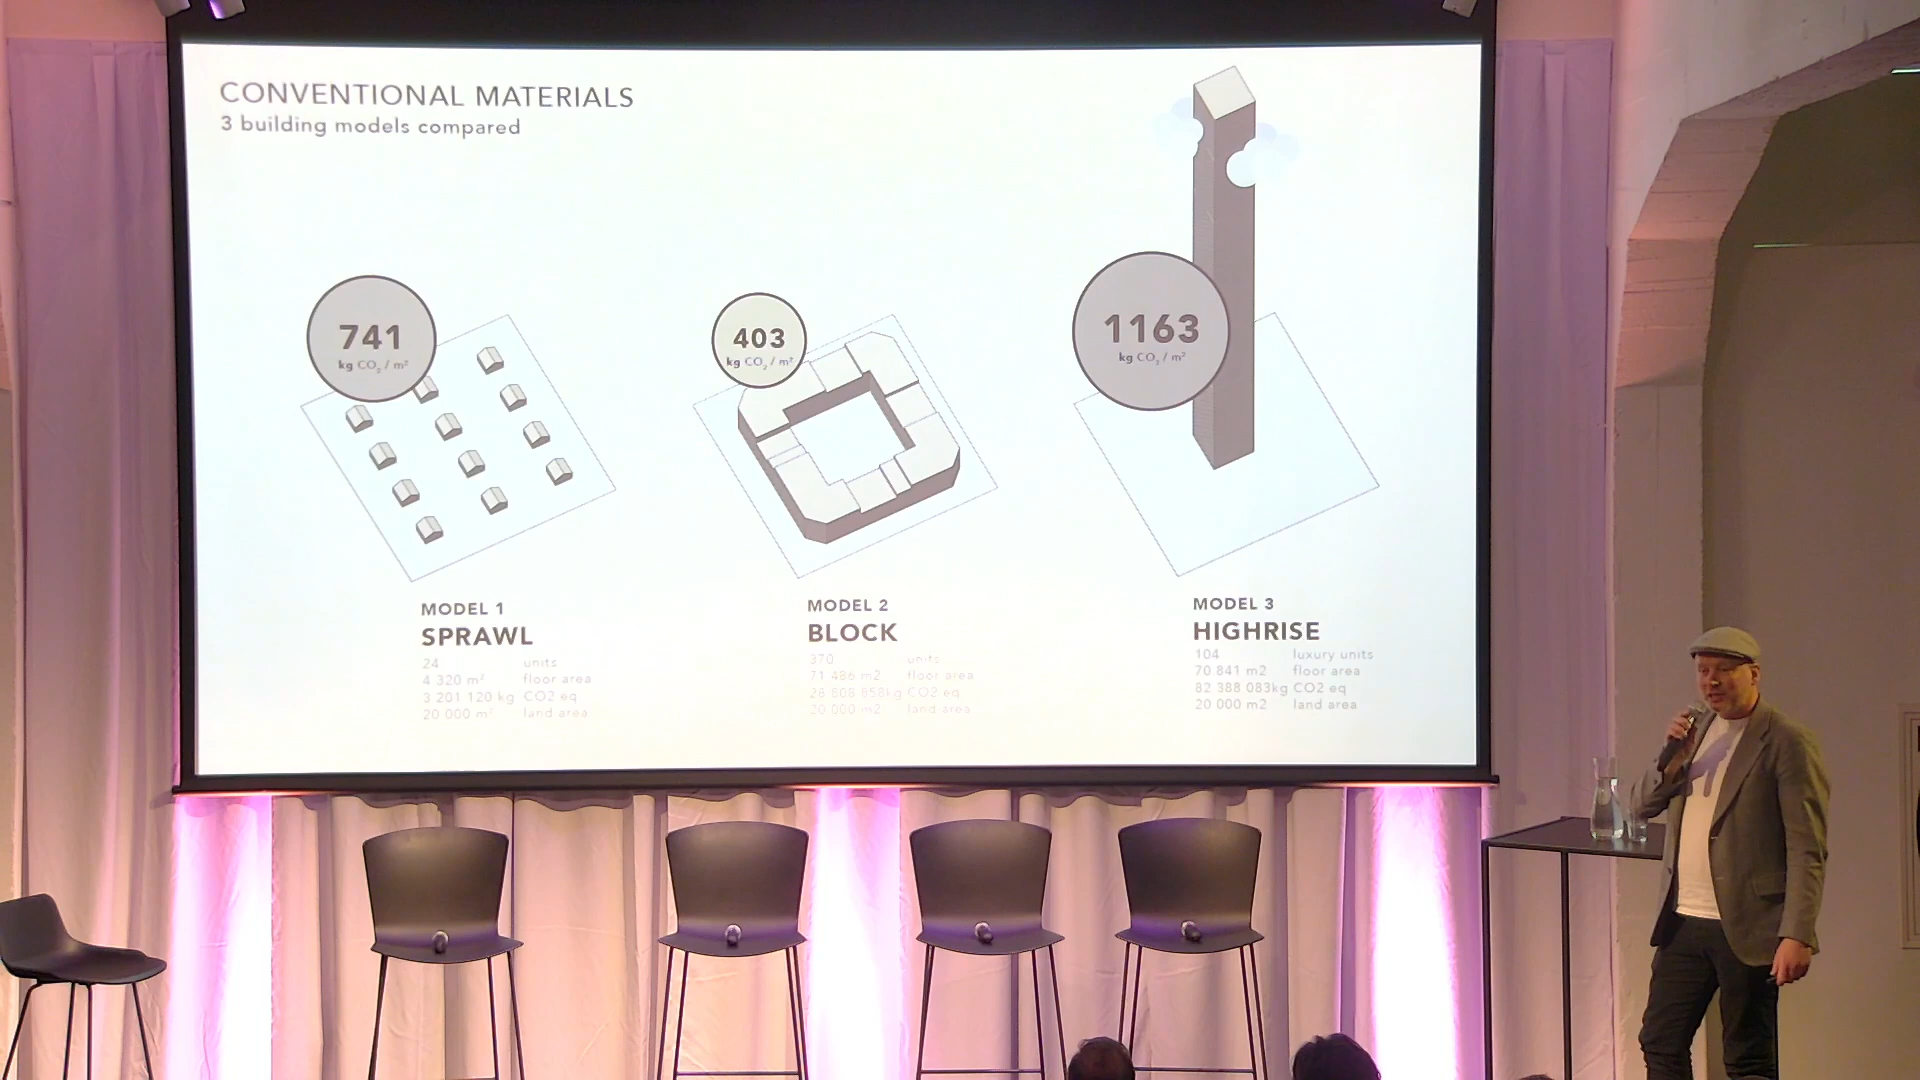 CONVENTIONAL MATERIALS
3 building models compared
741
kg CO2 / m²
403
kg CO2 / m²
1163
kg CO2 / m²
MODEL 1
SPRAWL
24 units
4 320 m² floor area
3 201 120 kg CO2 eq
20 000 m² land area
MODEL 2
BLOCK
370 units
71 486 m2 floor area
kg CO2 eq
20 000 m2 land area
MODEL 3
HIGHRISE
104 luxury units
70 841 m2 floor area
82 388 083kg CO2 eq
20 000 m2 land area